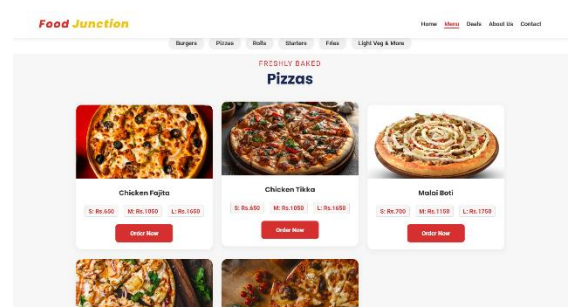 Food Junction
Home Menu Deals About Us Contact
Burgers Pizzas Rolls Starters Fries Light Veg & More
FRESHLY BAKED
Pizzas
Chicken Fajita
S: Rs.650 M: Rs.1050 L: Rs.1650
Order Now
Chicken Tikka
S: Rs.650 M: Rs.1050 L: Rs.1650
Order Now
Malai Boti
S: Rs.700 M: Rs.1150 L: Rs.1750
Order Now